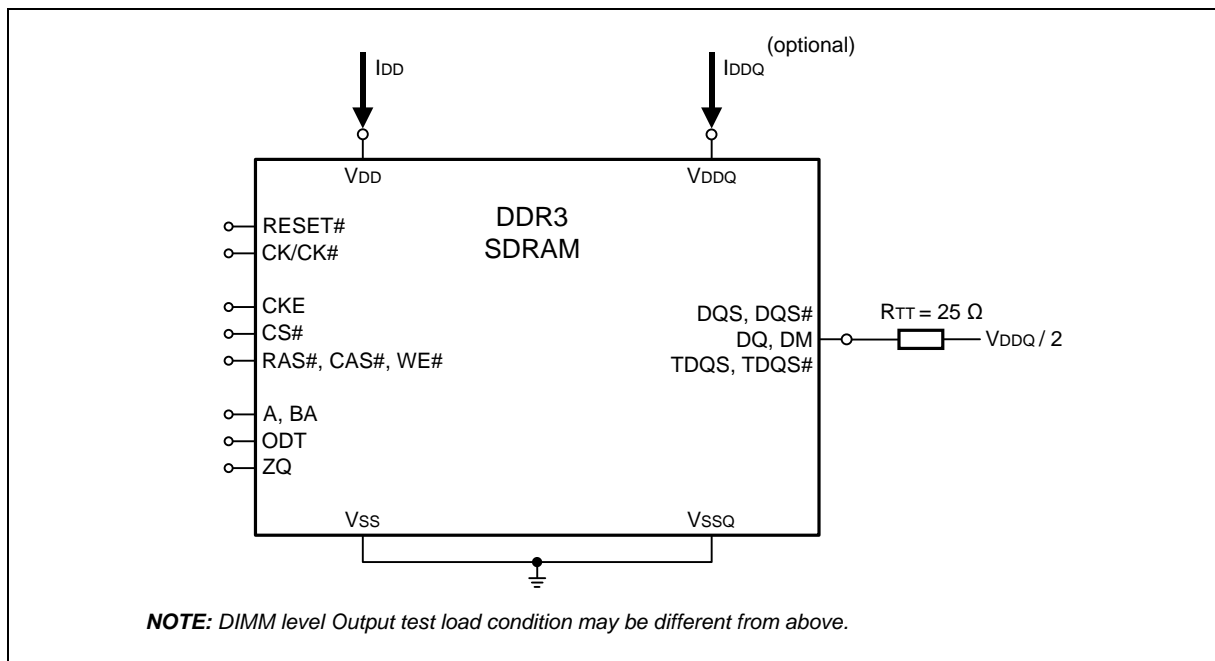 (optional)
IDD
IDDQ
VDD
VDDQ
DDR3
SDRAM
RESET#
CK/CK#
CKE
CS#
RAS#, CAS#, WE#
A, BA
ODT
ZQ
DQS, DQS#
DQ, DM
TDQS, TDQS#
RTT = 25 Ω
VDDQ / 2
VSS
VSSQ
NOTE: DIMM level Output test load condition may be different from above.